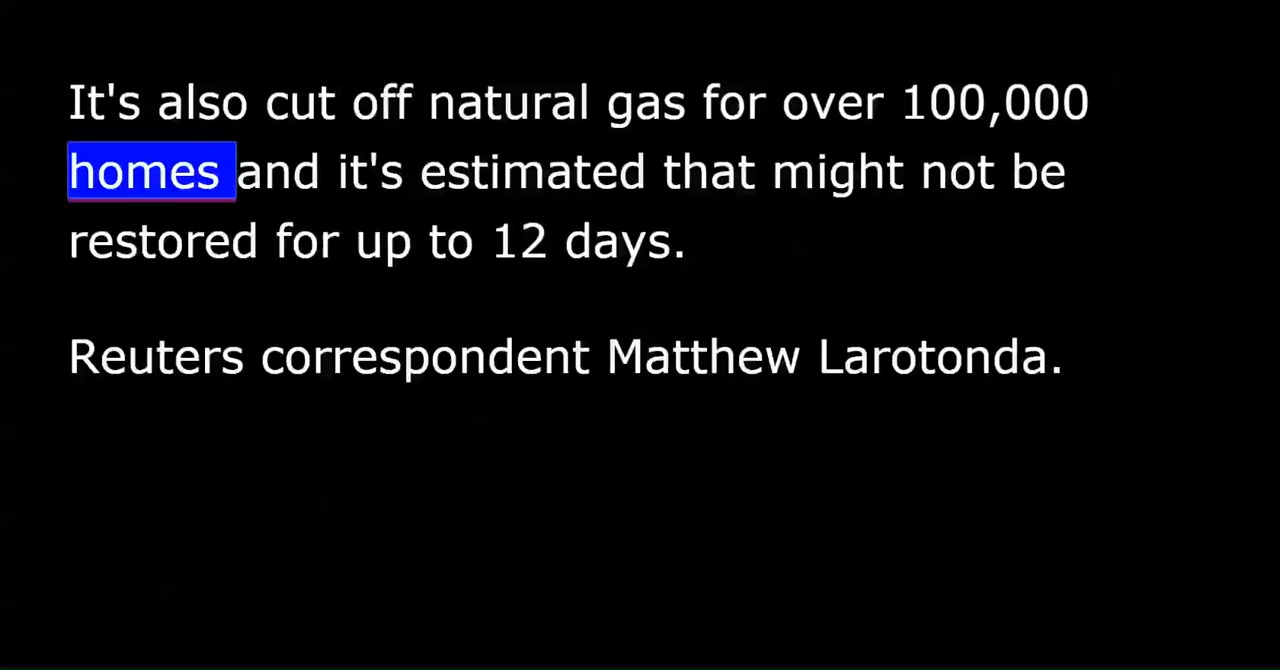 It's also cut off natural gas for over 100,000
homes and it's estimated that might not be
restored for up to 12 days.
Reuters correspondent Matthew Larotonda.